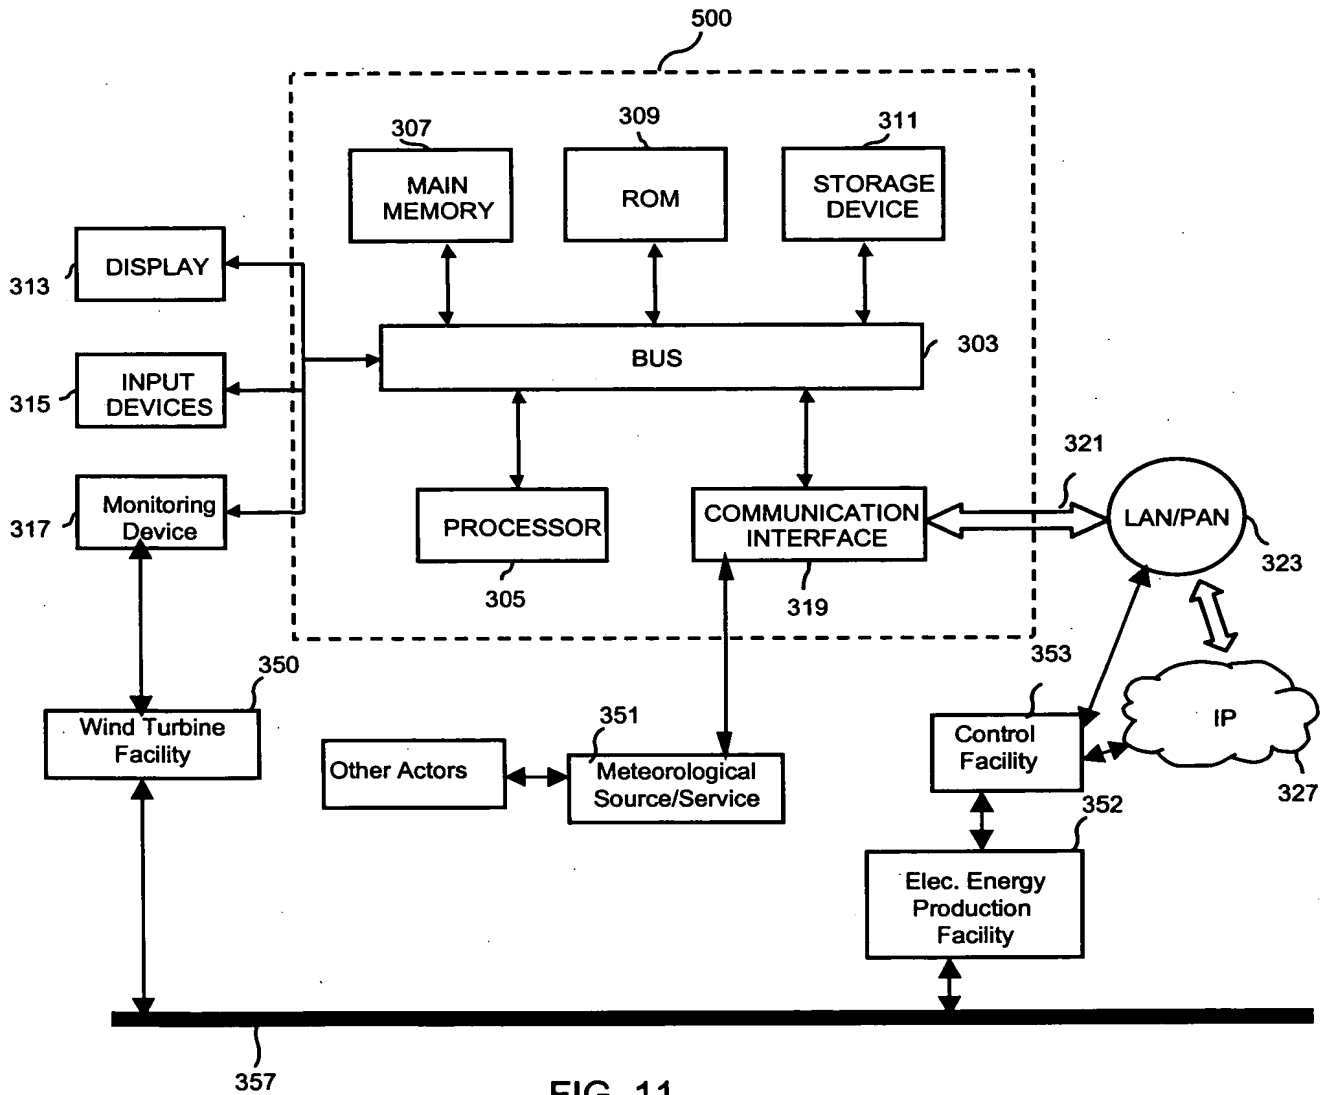 500
307
309
311
MAIN
MEMORY
ROM
STORAGE
DEVICE
DISPLAY
313
BUS
303
INPUT
DEVICES
315
321
Monitoring
Device
317
PROCESSOR
305
COMMUNICATION
INTERFACE
319
LAN/PAN
323
350
Wind Turbine
Facility
351
Other Actors
Meteorological
Source/Service
353
Control
Facility
IP
327
352
Elec. Energy
Production
Facility
357
FIG. 11